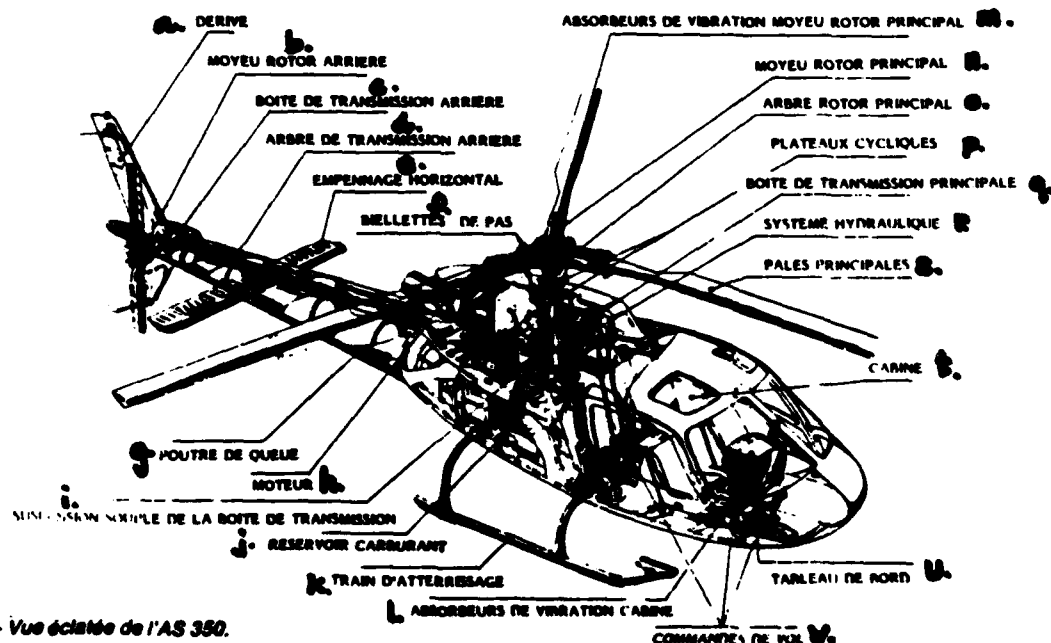 a. DERIVE
b.
MOYEU ROTOR ARRIERE
c.
BOITE DE TRANSMISSION ARRIERE
d.
ARBRE DE TRANSMISSION ARRIERE
e.
EMPENNAGE HORIZONTAL
f.
BIELLETTES DE PAS
ABSORBEURS DE VIBRATION MOYEU ROTOR PRINCIPAL m.
MOYEU ROTOR PRINCIPAL n.
ARBRE ROTOR PRINCIPAL o.
PLATEAUX CYCLIQUES p.
BOITE DE TRANSMISSION PRINCIPALE q.
SYSTEME HYDRAULIQUE r
PALES PRINCIPALES s.
CABINE t.
g POUTRE DE QUEUE
MOTEUR h.
i.
SUSPENSION SOUPLE DE LA BOITE DE TRANSMISSION
j. RESERVOIR CARBURANT
k. TRAIN D'ATTERRISSAGE
l. ABSORBEURS DE VIBRATION CABINE
TABLEAU DE BORD u.
COMMANDES DE VOL v.
- Vue éclatée de l'AS 350.